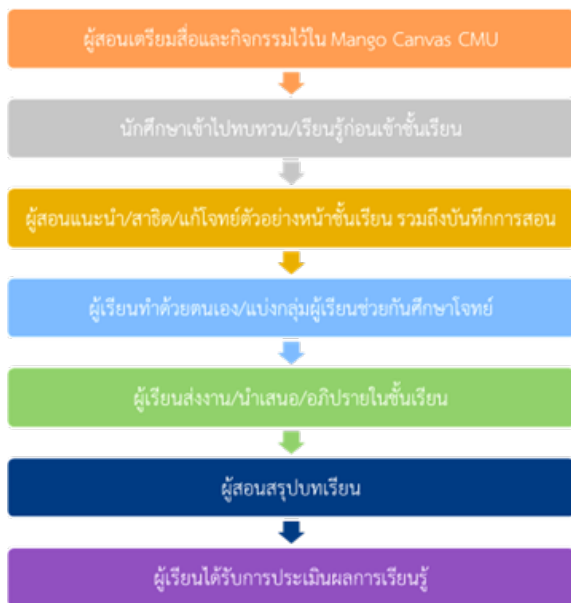 ผู้สอนเตรียมสื่อและกิจกรรมไว้ใน Mango Canvas CMU
นักศึกษาเข้าไปทบทวน/เรียนรู้ก่อนเข้าชั้นเรียน
ผู้สอนแนะนำ/สาธิต/แก้โจทย์ตัวอย่างหน้าชั้นเรียน รวมถึงบันทึกการสอน
ผู้เรียนทำด้วยตนเอง/แบ่งกลุ่มผู้เรียนช่วยกันศึกษาโจทย์
ผู้เรียนส่งงาน/นำเสนอ/อภิปรายในชั้นเรียน
ผู้สอนสรุปบทเรียน
ผู้เรียนได้รับการประเมินผลการเรียนรู้